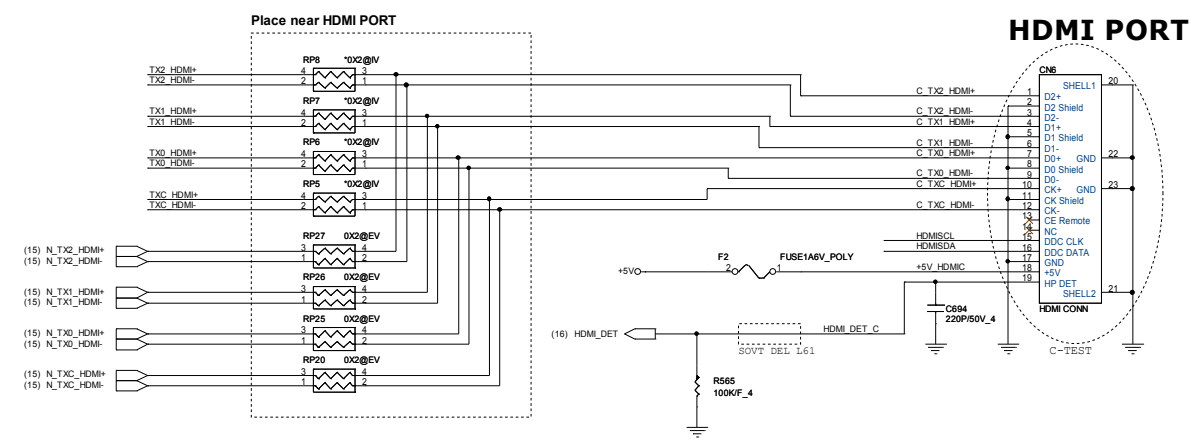 Place near HDMI PORT
HDMI PORT
RP8 *0X2@IV
TX2_HDMI+ 4 3
TX2_HDMI- 2 1
RP7 *0X2@IV
TX1_HDMI+ 4 3
TX1_HDMI- 2 1
RP6 *0X2@IV
TX0_HDMI+ 4 3
TX0_HDMI- 2 1
RP5 *0X2@IV
TXC_HDMI+ 4 3
TXC_HDMI- 2 1
RP27 0X2@EV
(15) N_TX2_HDMI+ 3 4
(15) N_TX2_HDMI- 1 2
RP26 0X2@EV
(15) N_TX1_HDMI+ 3 4
(15) N_TX1_HDMI- 1 2
RP25 0X2@EV
(15) N_TX0_HDMI+ 3 4
(15) N_TX0_HDMI- 1 2
RP20 0X2@EV
(15) N_TXC_HDMI+ 3 4
(15) N_TXC_HDMI- 1 2
CN6
SHELL1 20
C_TX2_HDMI+ 1 D2+
2 D2 Shield
C_TX2_HDMI- 3 D2-
C_TX1_HDMI+ 4 D1+
5 D1 Shield
C_TX1_HDMI- 6 D1-
C_TX0_HDMI+ 7 D0+ GND 22
8 D0 Shield
C_TX0_HDMI- 9 D0-
C_TXC_HDMI+ 10 CK+ GND 23
11 CK Shield
C_TXC_HDMI- 12 CK-
13 CE Remote
14 NC
HDMISCL 15 DDC CLK
HDMISDA 16 DDC DATA
17 GND
+5V_HDMIC 18 +5V
19 HP DET
SHELL2 21
HDMI CONN
C-TEST
F2 FUSE1A6V_POLY
+5V 2 1
C694
220P/50V_4
(16) HDMI_DET
HDMI_DET_C
SOVT DEL L61
R565
100K/F_4